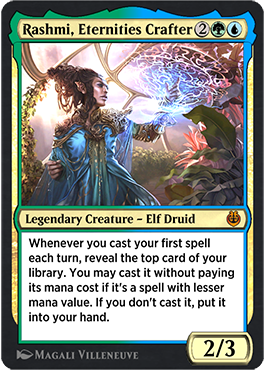 Rashmi, Eternities Crafter 2
Legendary Creature – Elf Druid
Whenever you cast your first spell
each turn, reveal the top card of your
library. You may cast it without paying
its mana cost if it's a spell with lesser
mana value. If you don't cast it, put it
into your hand.
Magali Villeneuve
2/3